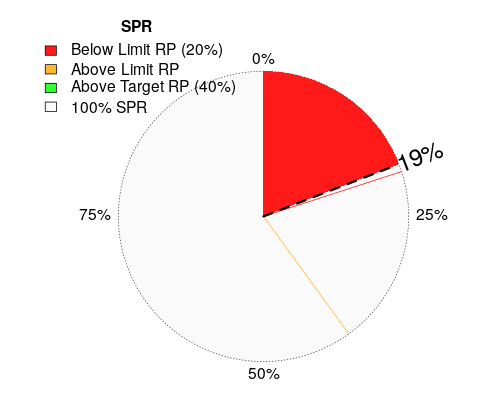 SPR
Below Limit RP (20%)
Above Limit RP
Above Target RP (40%)
100% SPR
0%
19%
25%
75%
50%